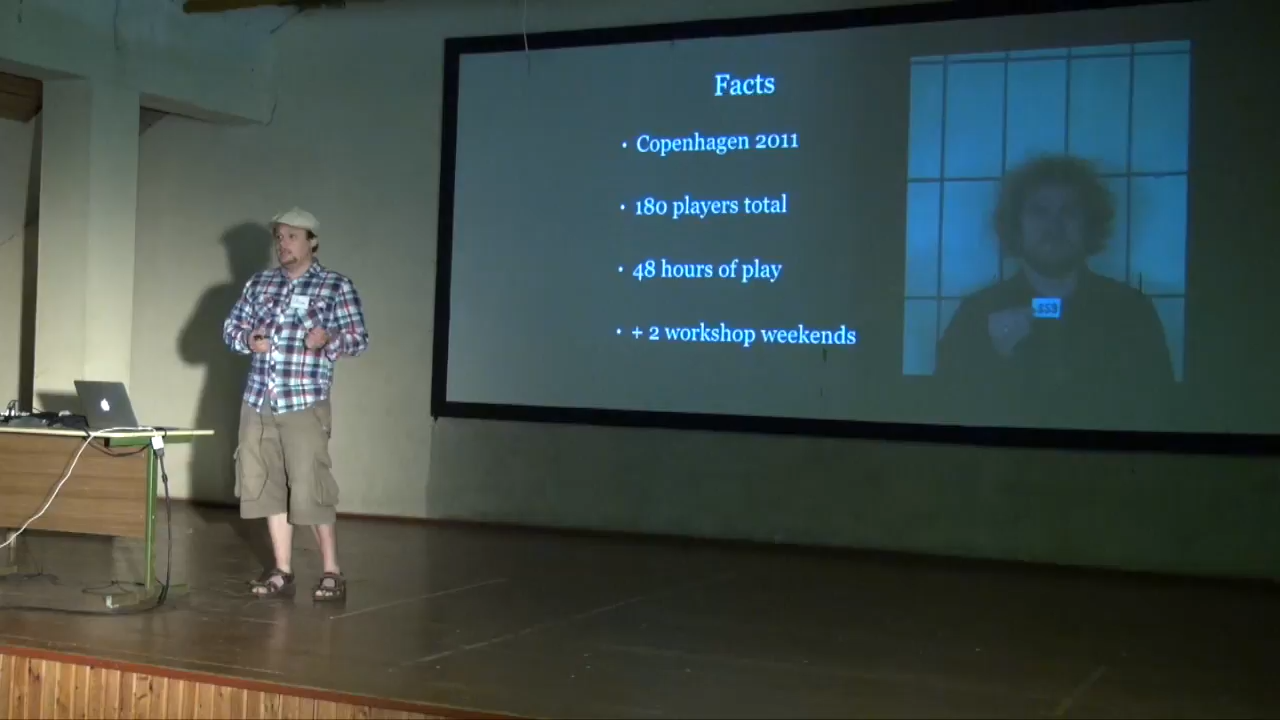 Facts
• Copenhagen 2011
• 180 players total
• 48 hours of play
• + 2 workshop weekends